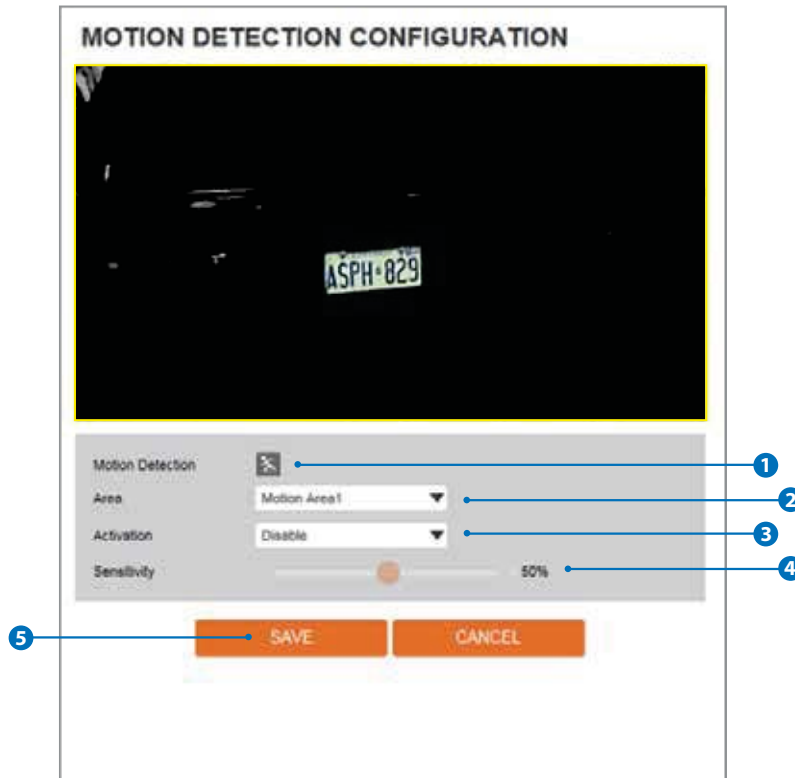 MOTION DETECTION CONFIGURATION
ASPH 829
Motion Detection 1
Area Motion Area1 2
Activation Disable 3
Sensitivity 50% 4
5 SAVE CANCEL